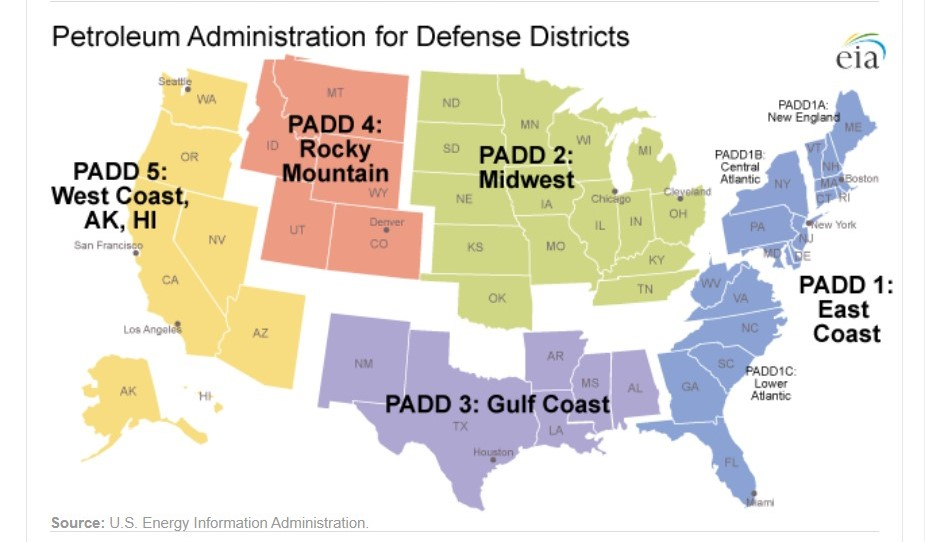 Petroleum Administration for Defense Districts
eia
Seattle
WA
OR
PADD 5:
West Coast,
AK, HI
San Francisco
NV
CA
Los Angeles
AZ
AK
HI
MT
ID
PADD 4:
Rocky
Mountain
WY
UT
Denver
CO
ND
MN
SD
WI
MI
PADD 2:
Midwest
NE
IA
Chicago
Cleveland
IL
IN
OH
KS
MO
KY
OK
TN
PADD1A:
New England
ME
VT
NH
MA
Boston
CT
RI
PADD1B:
Central
Atlantic
NY
New York
PA
NJ
MD
DE
PADD 1:
East
Coast
WV
VA
NC
SC
PADD1C:
Lower
Atlantic
GA
FL
Miami
NM
AR
MS
AL
PADD 3: Gulf Coast
TX
LA
Houston
Source: U.S. Energy Information Administration.